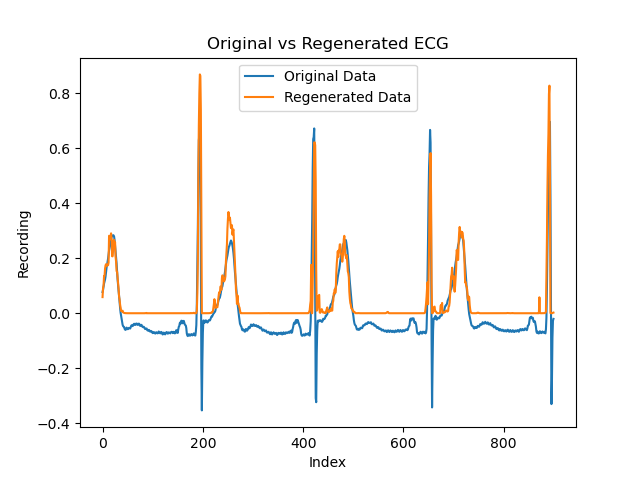 Original vs Regenerated ECG
Original Data
Regenerated Data
0.8
0.6
0.4
0.2
0.0
−0.2
−0.4
Recording
0 200 400 600 800
Index